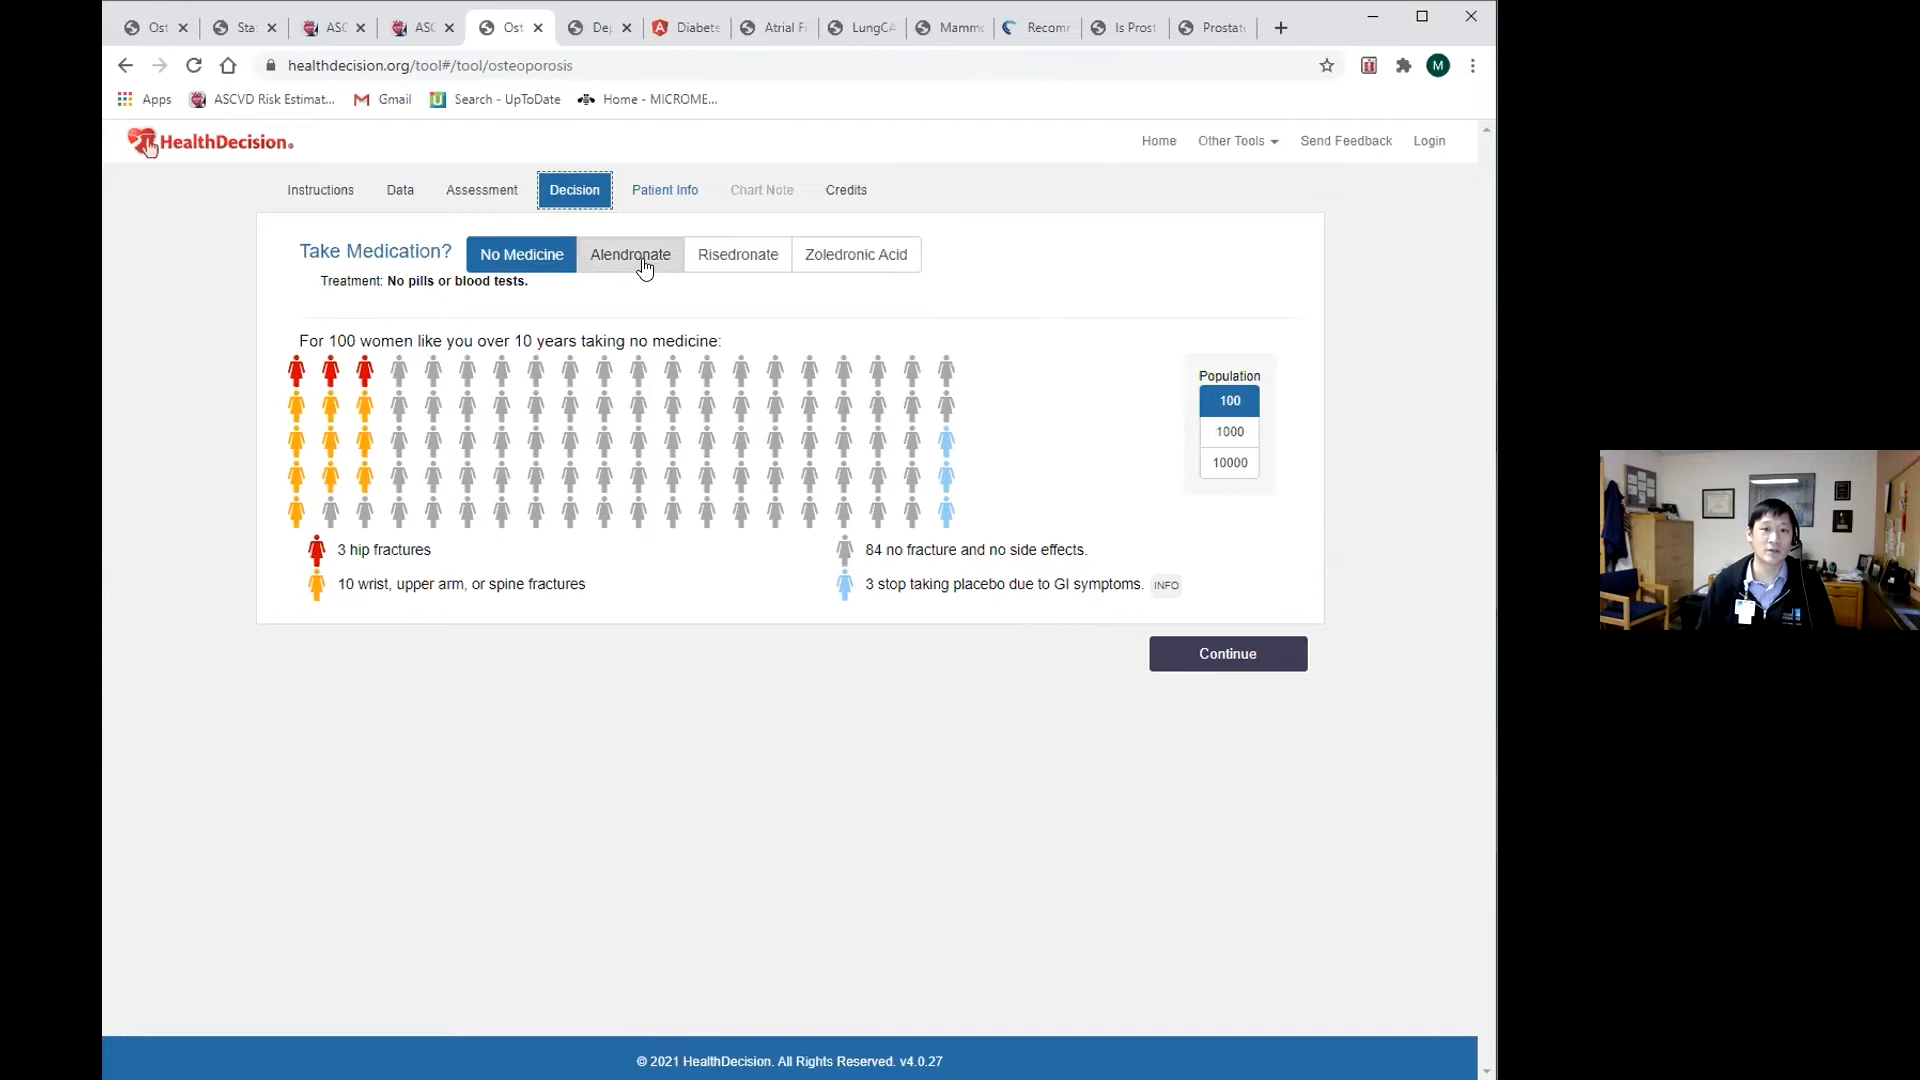 Ost
Sta
ASC
ASC
Ost
De
Diabete
Atrial F
LungCA
Mamm
Recomr
Is Prost
Prostat
healthdecision.org/tool#/tool/osteoporosis
M
Apps
ASCVD Risk Estimat...
Gmail
Search - UpToDate
Home - MICROME...
HealthDecision.
Home
Other Tools
Send Feedback
Login
Instructions
Data
Assessment
Decision
Patient Info
Chart Note
Credits
Take Medication?
No Medicine
Alendronate
Risedronate
Zoledronic Acid
Treatment: No pills or blood tests.
For 100 women like you over 10 years taking no medicine:
Population
100
1000
10000
3 hip fractures
84 no fracture and no side effects.
10 wrist, upper arm, or spine fractures
3 stop taking placebo due to GI symptoms. INFO
Continue
© 2021 HealthDecision. All Rights Reserved. v4.0.27